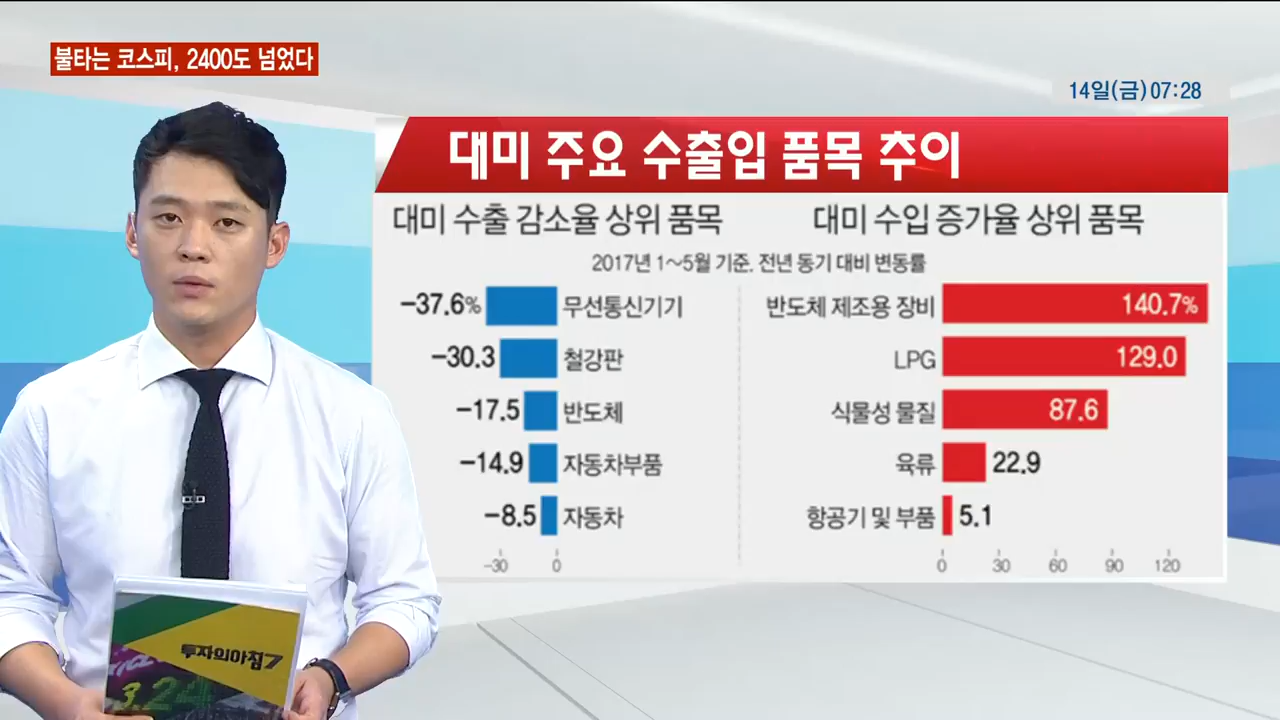 불타는 코스피, 2400도 넘었다
14일(금)07:28
대미 주요 수출입 품목 추이
대미 수출 감소율 상위 품목
대미 수입 증가율 상위 품목
2017년 1~5월 기준. 전년 동기 대비 변동률
-37.6% 무선통신기기
-30.3 철강판
-17.5 반도체
-14.9 자동차부품
-8.5 자동차
-30 0
반도체 제조용 장비 140.7%
LPG 129.0
식물성 물질 87.6
육류 22.9
항공기 및 부품 5.1
0 30 60 90 120
투자의아침7
3.24